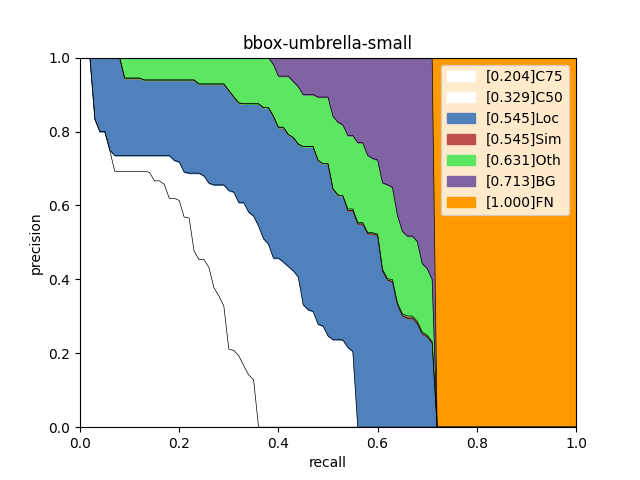 bbox-umbrella-small
precision
1.0
0.8
0.6
0.4
0.2
0.0
[0.204]C75
[0.329]C50
[0.545]Loc
[0.545]Sim
[0.631]Oth
[0.713]BG
[1.000]FN
0.0 0.2 0.4 0.6 0.8 1.0
recall